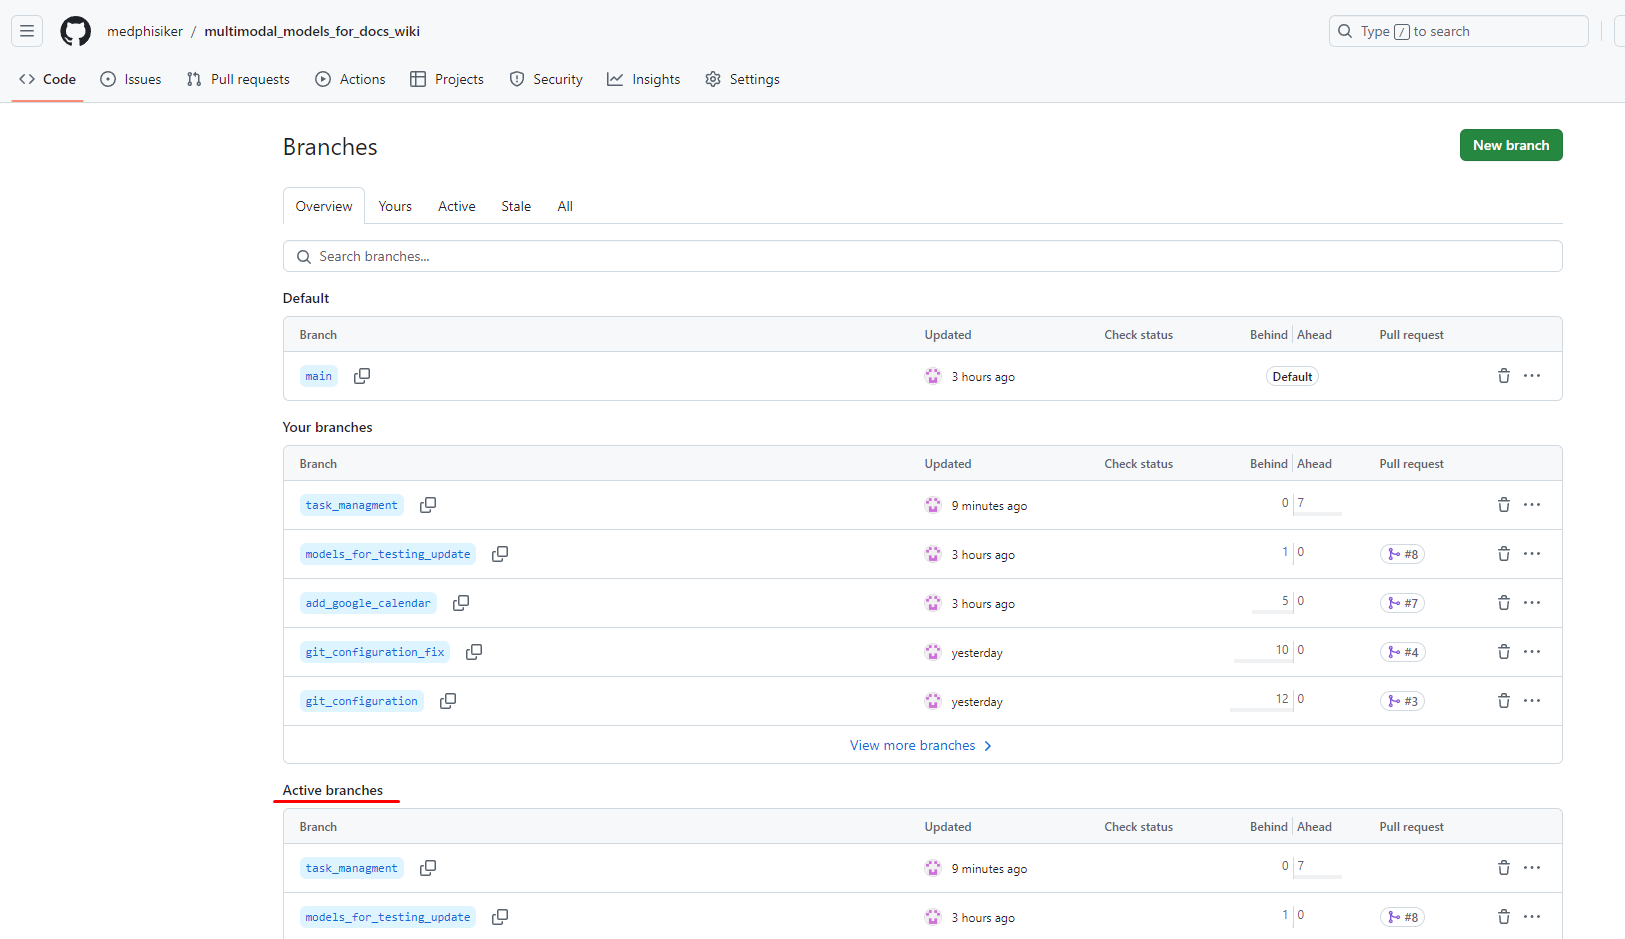 medphisiker / multimodal_models_for_docs_wiki
Type / to search
Code Issues Pull requests Actions Projects Security Insights Settings
Branches
New branch
Overview Yours Active Stale All
Search branches...
Default
Branch Updated Check status Behind Ahead Pull request
main 3 hours ago Default
Your branches
Branch Updated Check status Behind Ahead Pull request
task_managment 9 minutes ago 0 7
models_for_testing_update 3 hours ago 1 0 #8
add_google_calendar 3 hours ago 5 0 #7
git_configuration_fix yesterday 10 0 #4
git_configuration yesterday 12 0 #3
View more branches
Active branches
Branch Updated Check status Behind Ahead Pull request
task_managment 9 minutes ago 0 7
models_for_testing_update 3 hours ago 1 0 #8